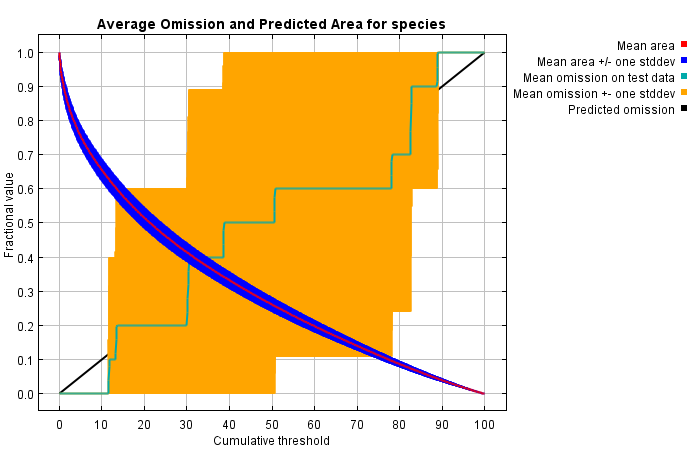 Average Omission and Predicted Area for species
Mean area
Mean area +/- one stddev
Mean omission on test data
Mean omission +- one stddev
Predicted omission
Fractional value
1.0
0.9
0.8
0.7
0.6
0.5
0.4
0.3
0.2
0.1
0.0
0 10 20 30 40 50 60 70 80 90 100
Cumulative threshold